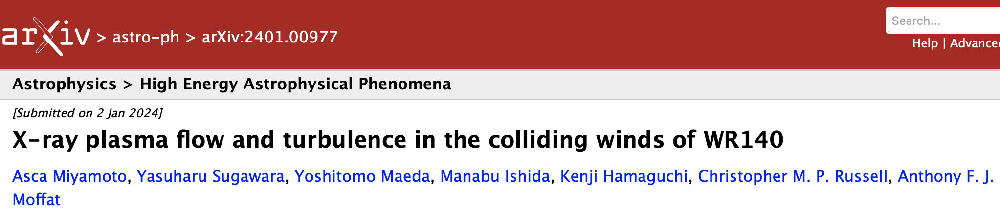 arXiv > astro-ph > arXiv:2401.00977
Search...
Help | Advanced
Astrophysics > High Energy Astrophysical Phenomena
[Submitted on 2 Jan 2024]
X-ray plasma flow and turbulence in the colliding winds of WR140
Asca Miyamoto, Yasuharu Sugawara, Yoshitomo Maeda, Manabu Ishida, Kenji Hamaguchi, Christopher M. P. Russell, Anthony F. J.
Moffat